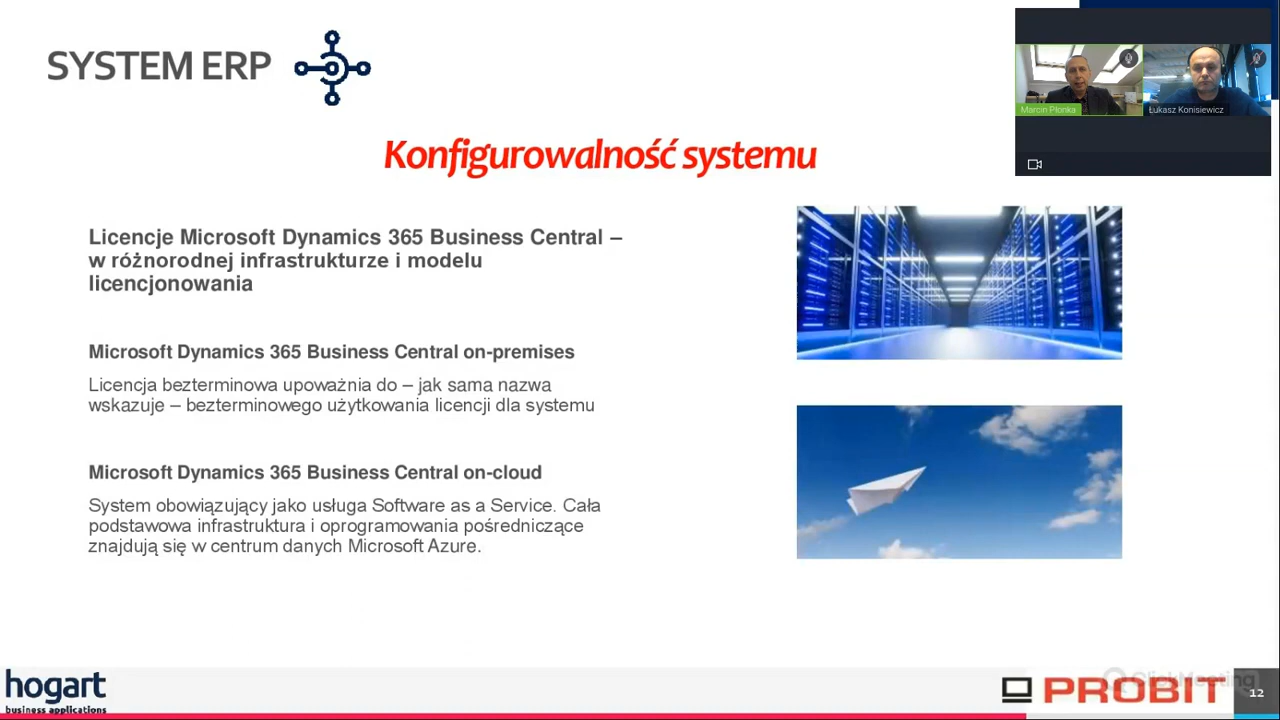 SYSTEM ERP
Marcin Płonka
Łukasz Konisiewicz
Konfigurowalność systemu
Licencje Microsoft Dynamics 365 Business Central –
w różnorodnej infrastrukturze i modelu
licencjonowania
Microsoft Dynamics 365 Business Central on-premises
Licencja bezterminowa upoważnia do – jak sama nazwa
wskazuje – bezterminowego użytkowania licencji dla systemu
Microsoft Dynamics 365 Business Central on-cloud
System obowiązujący jako usługa Software as a Service. Cała
podstawowa infrastruktura i oprogramowania pośredniczące
znajdują się w centrum danych Microsoft Azure.
hogart
business applications
PROBIT
ClickMeeting
12